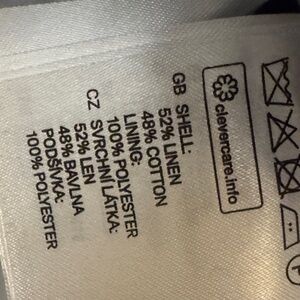 clevercare.info
GB SHELL:
52% LINEN
48% COTTON
LINING:
100% POLYESTER
CZ SVRCHNÍ LÁTKA:
52% LEN
48% BAVLNA
PODŠÍVKA:
100% POLYESTER